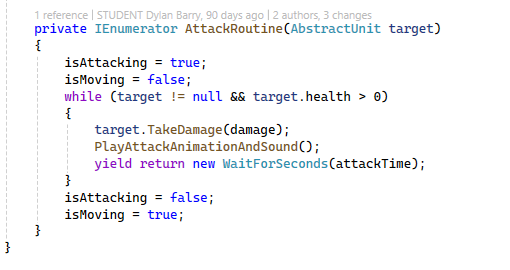 1 reference | STUDENT Dylan Barry, 90 days ago | 2 authors, 3 changes
private IEnumerator AttackRoutine(AbstractUnit target)
{
isAttacking = true;
isMoving = false;
while (target != null && target.health > 0)
{
target.TakeDamage(damage);
PlayAttackAnimationAndSound();
yield return new WaitForSeconds(attackTime);
}
isAttacking = false;
isMoving = true;
}
}